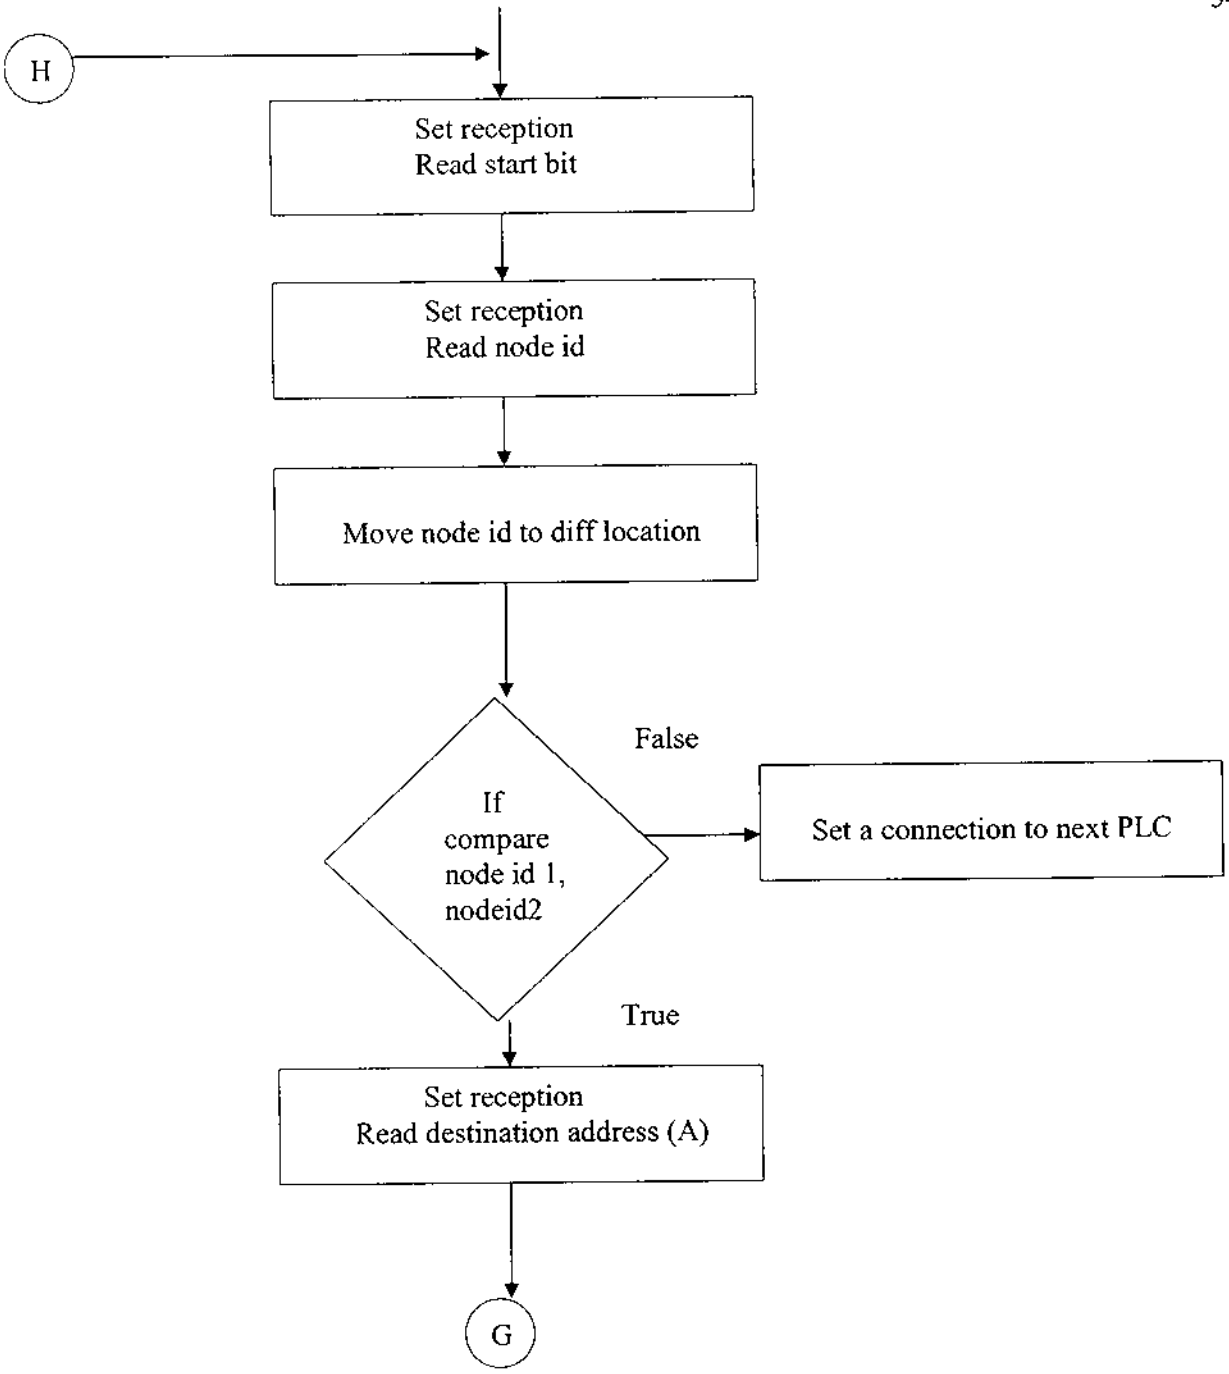 H
Set reception
Read start bit
Set reception
Read node id
Move node id to diff location
False
If
compare
node id 1,
nodeid2
Set a connection to next PLC
True
Set reception
Read destination address (A)
G